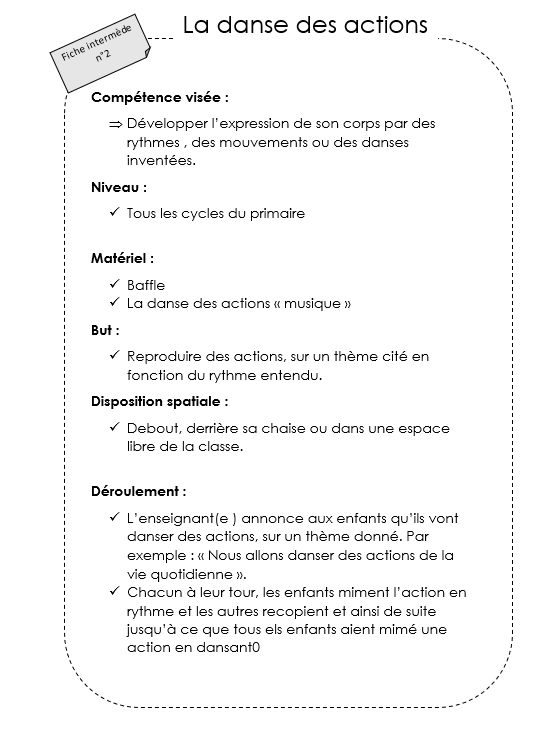 La danse des actions
Fiche intermède
n°2
Compétence visée :
⇒ Développer l'expression de son corps par des
rythmes , des mouvements ou des danses
inventées.
Niveau :
✓ Tous les cycles du primaire
Matériel :
✓ Baffle
✓ La danse des actions « musique »
But :
✓ Reproduire des actions, sur un thème cité en
fonction du rythme entendu.
Disposition spatiale :
✓ Debout, derrière sa chaise ou dans une espace
libre de la classe.
Déroulement :
✓ L'enseignant(e ) annonce aux enfants qu'ils vont
danser des actions, sur un thème donné. Par
exemple : « Nous allons danser des actions de la
vie quotidienne ».
✓ Chacun à leur tour, les enfants miment l'action en
rythme et les autres recopient et ainsi de suite
jusqu'à ce que tous els enfants aient mimé une
action en dansant0